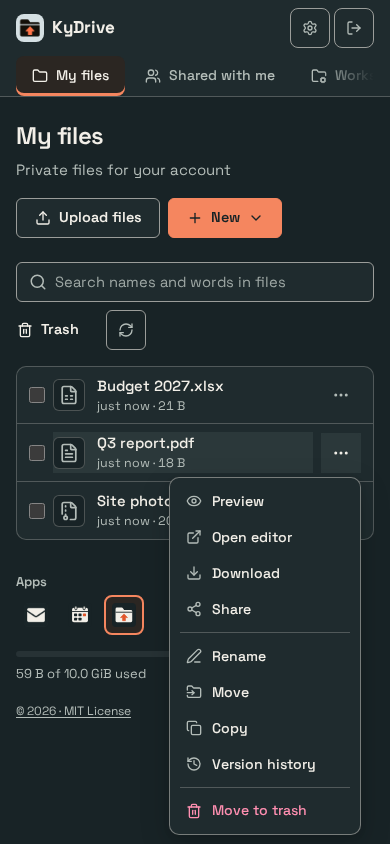 KyDrive
My files
Shared with me
My files
Private files for your account
Upload files
New
Search names and words in files
Trash
Budget 2027.xlsx
just now · 21 B
Q3 report.pdf
just now · 18 B
Site
just now ·
Preview
Open editor
Download
Share
Rename
Move
Copy
Version history
Move to trash
Apps
59 B of 10.0 GiB used
© 2026 · MIT License